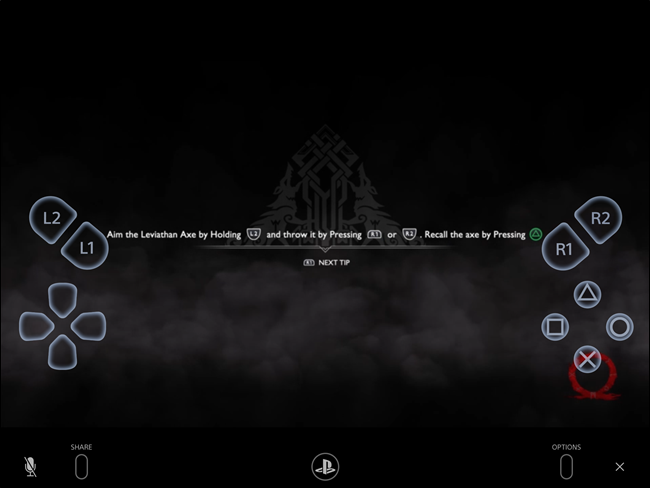 L2
R2
L1
R1
Aim the Leviathan Axe by Holding L2 and throw it by Pressing R1 or R2 . Recall the axe by Pressing
R1 NEXT TIP
SHARE
OPTIONS